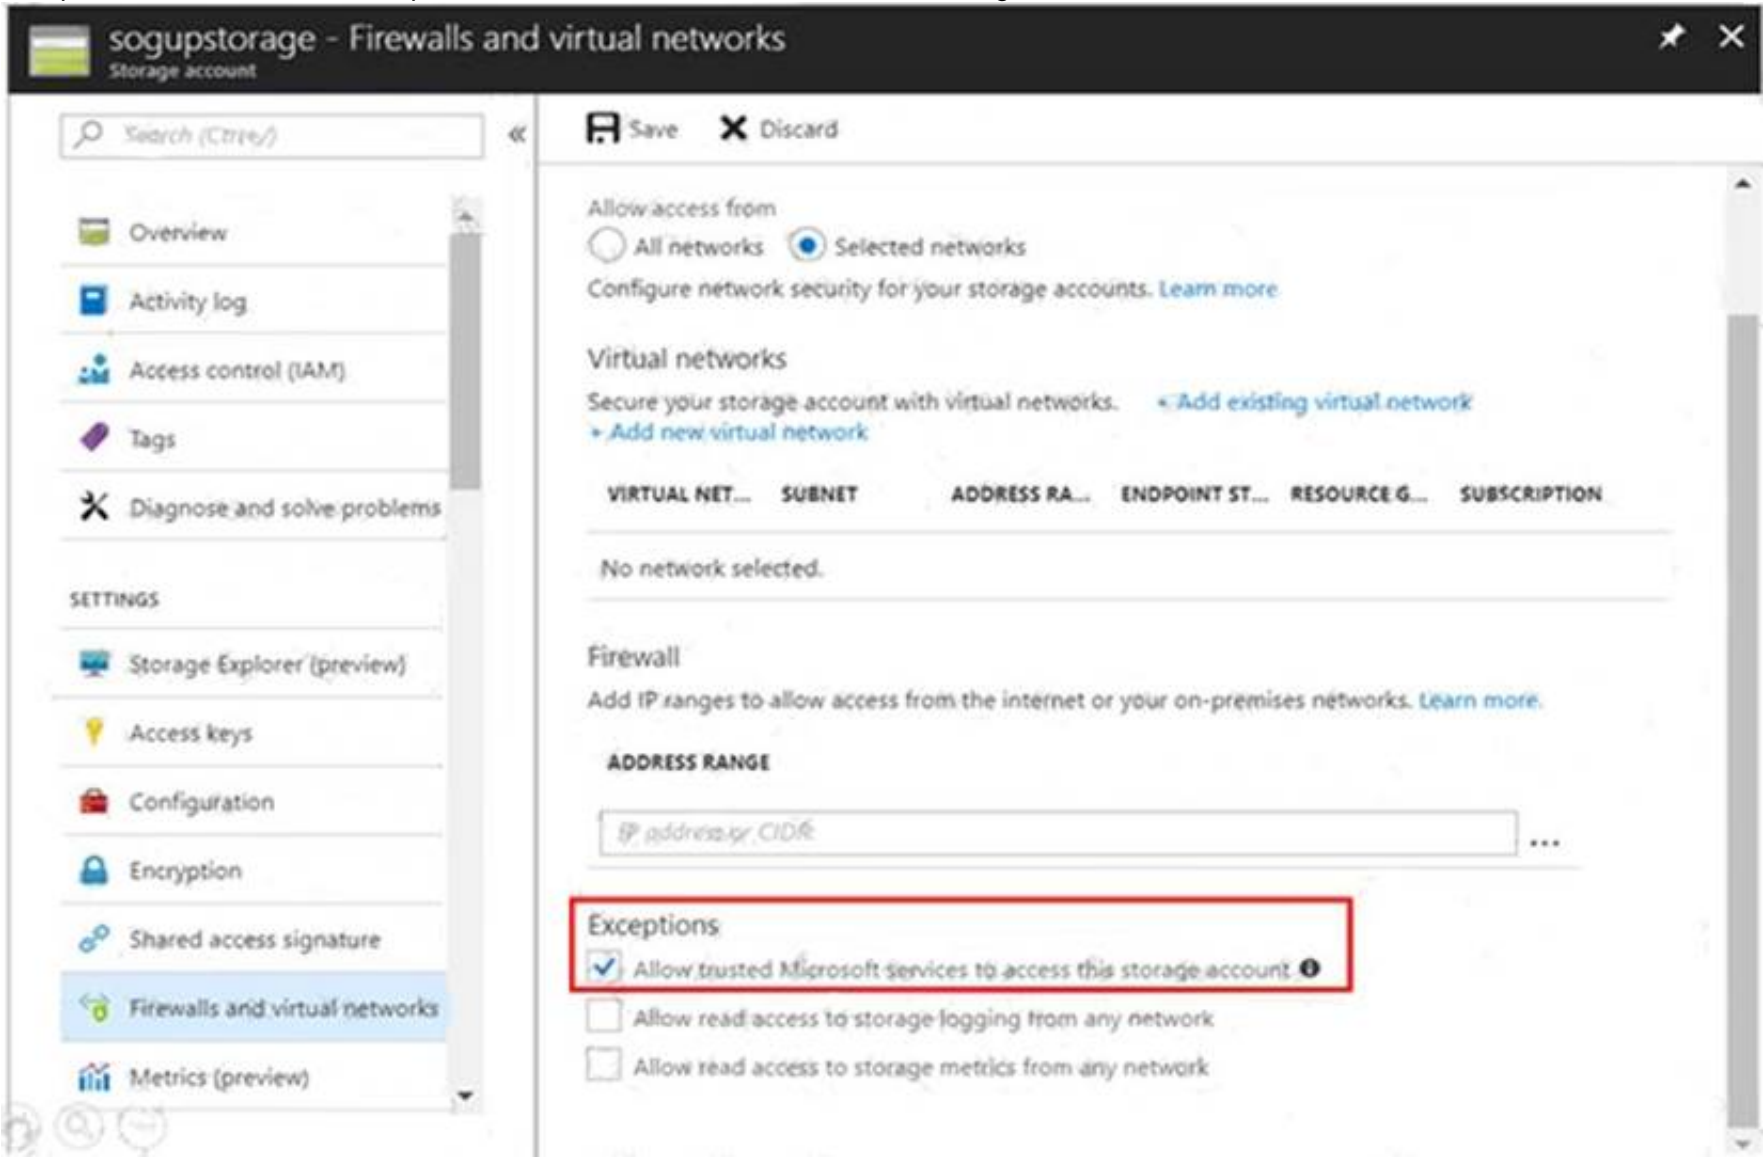 sogupstorage - Firewalls and virtual networks
Storage account
Search (Ctrl+/)
«
Save
Discard
Overview
Activity log
Access control (IAM)
Tags
Diagnose and solve problems
SETTINGS
Storage Explorer (preview)
Access keys
Configuration
Encryption
Shared access signature
Firewalls and virtual networks
Metrics (preview)
Allow access from
All networks
Selected networks
Configure network security for your storage accounts. Learn more
Virtual networks
Secure your storage account with virtual networks. + Add existing virtual network
+ Add new virtual network
VIRTUAL NET... SUBNET ADDRESS RA... ENDPOINT ST... RESOURCE G... SUBSCRIPTION
No network selected.
Firewall
Add IP ranges to allow access from the internet or your on-premises networks. Learn more.
ADDRESS RANGE
IP address or CIDR
...
Exceptions
Allow trusted Microsoft services to access this storage account
Allow read access to storage logging from any network
Allow read access to storage metrics from any network